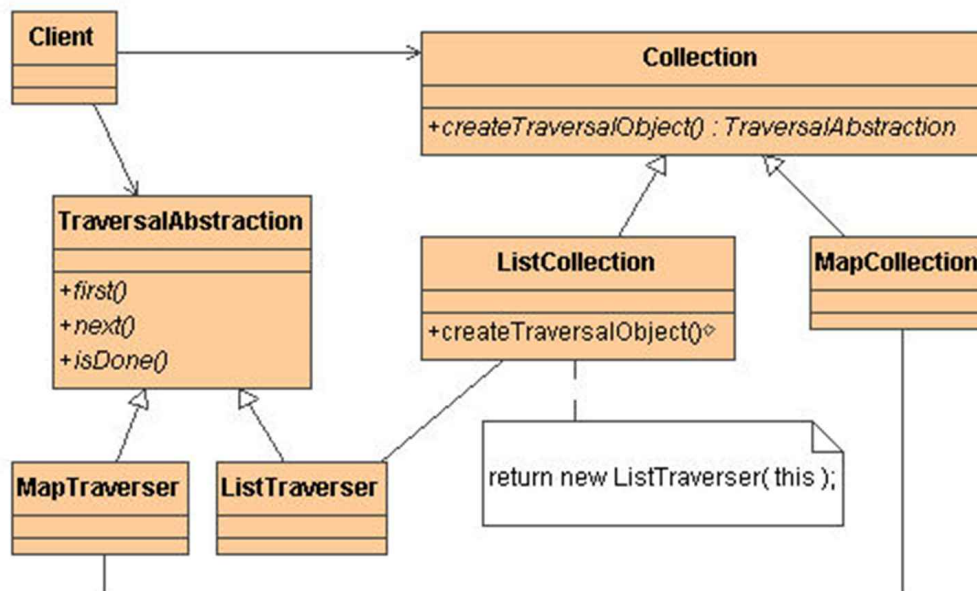 Client
Collection
+createTraversalObject() : TraversalAbstraction
TraversalAbstraction
+first()
+next()
+isDone()
ListCollection
+createTraversalObject()
MapCollection
return new ListTraverser( this );
MapTraverser
ListTraverser